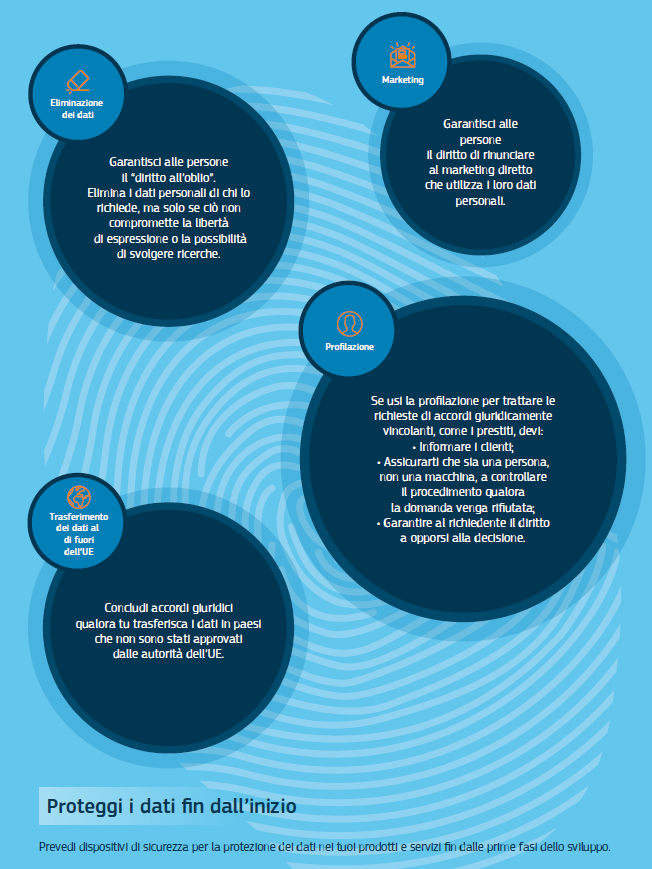 Eliminazione
dei dati
Garantisci alle persone
il “diritto all’oblio”.
Elimina i dati personali di chi lo
richiede, ma solo se ciò non
compromette la libertà
di espressione o la possibilità
di svolgere ricerche.
Marketing
Garantisci alle
persone
il diritto di rinunciare
al marketing diretto
che utilizza i loro dati
personali.
Profilazione
Se usi la profilazione per trattare le
richieste di accordi giuridicamente
vincolanti, come i prestiti, devi:
• Informare i clienti;
• Assicurarti che sia una persona,
non una macchina, a controllare
il procedimento qualora
la domanda venga rifiutata;
• Garantire al richiedente il diritto
a opporsi alla decisione.
Trasferimento
dei dati al
di fuori
dell’UE
Concludi accordi giuridici
qualora tu trasferisca i dati in paesi
che non sono stati approvati
dalle autorità dell’UE.
Proteggi i dati fin dall’inizio
Prevedi dispositivi di sicurezza per la protezione dei dati nei tuoi prodotti e servizi fin dalle prime fasi dello sviluppo.